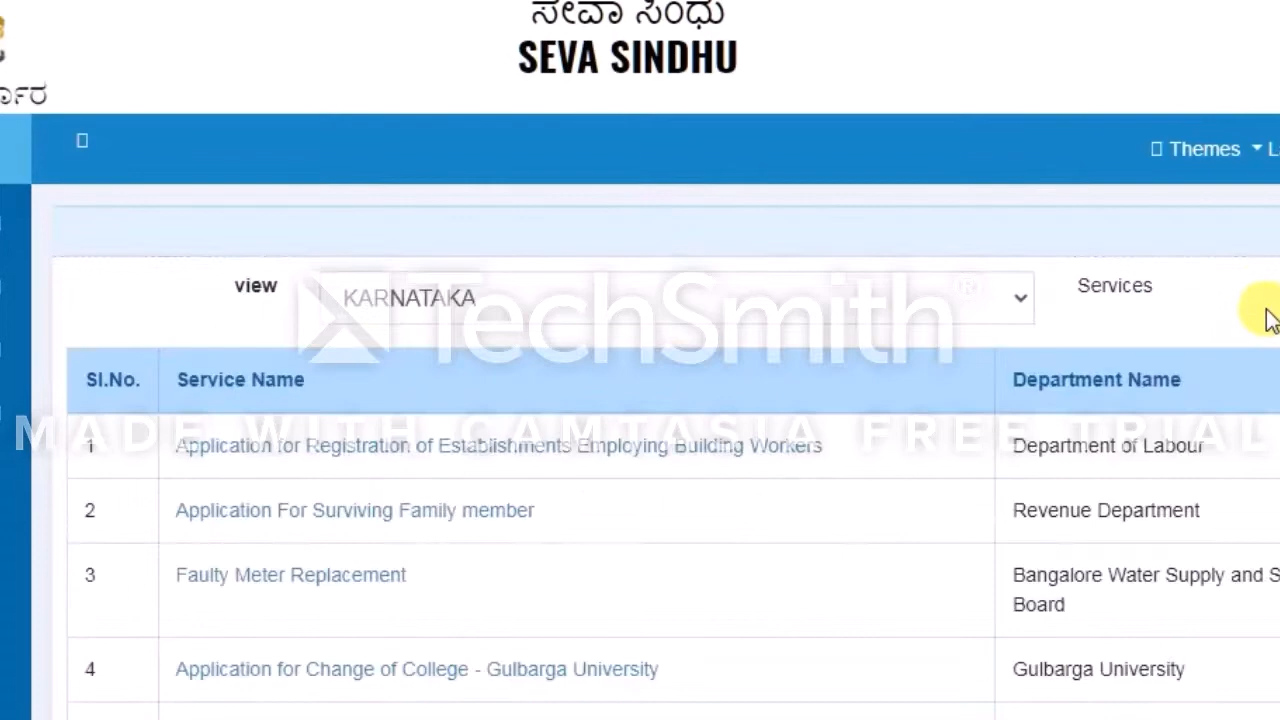 ಸೇವಾ ಸಿಂಧು
SEVA SINDHU
Themes
view
KARNATAKA
Services
TechSmith®
Sl.No. Service Name Department Name
MADE WITH CAMTASIA FREE TRIAL
1 Application for Registration of Establishments Employing Building Workers Department of Labour
2 Application For Surviving Family member Revenue Department
3 Faulty Meter Replacement Bangalore Water Supply and
Board
4 Application for Change of College - Gulbarga University Gulbarga University